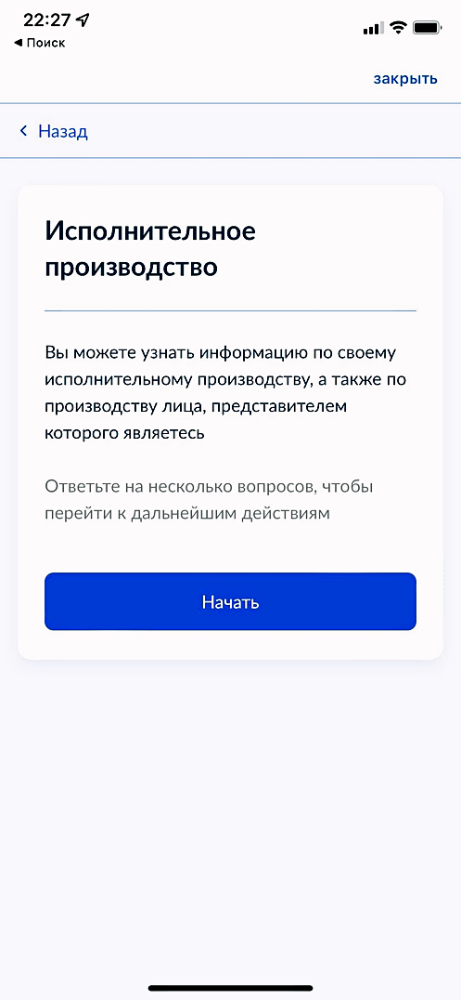 22:27
Поиск
закрыть
Назад
Исполнительное
производство
Вы можете узнать информацию по своему
исполнительному производству, а также по
производству лица, представителем
которого являетесь
Ответьте на несколько вопросов, чтобы
перейти к дальнейшим действиям
Начать